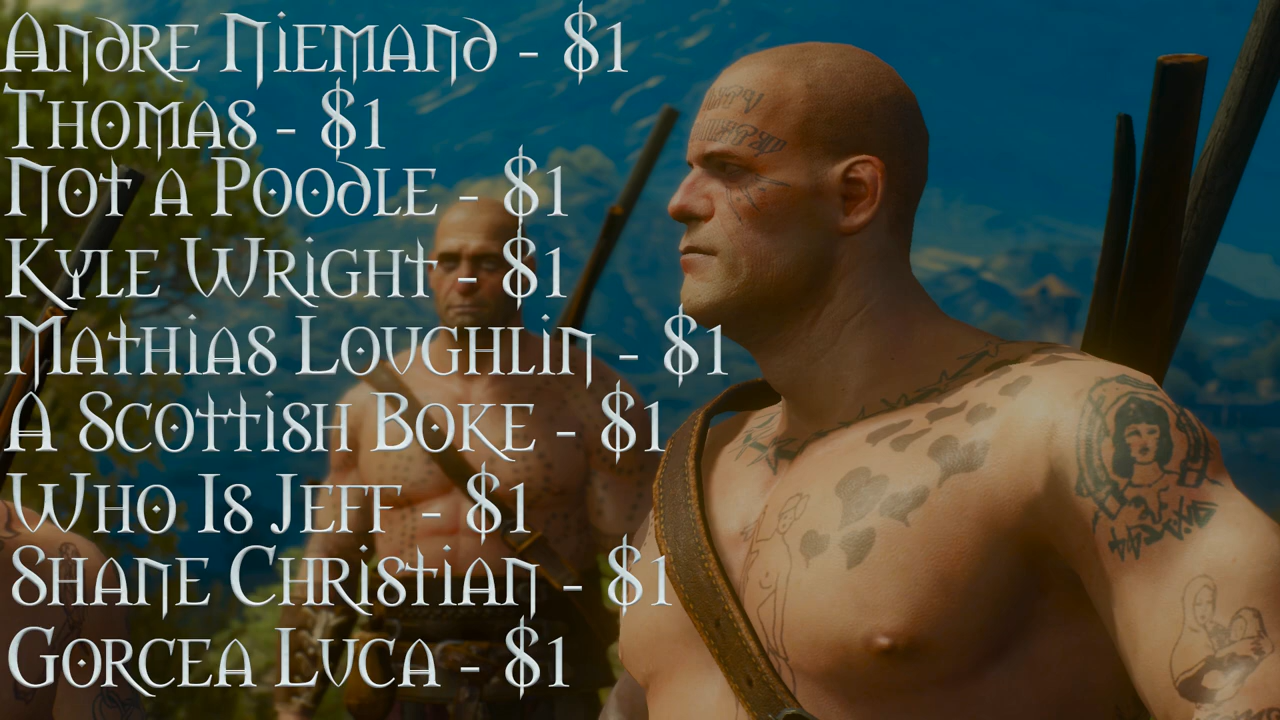 Andre Niemand - $1
Thomas - $1
Not a Poodle - $1
Kyle Wright - $1
Mathias Loughlin - $1
A Scottish Boke - $1
Who Is Jeff - $1
Shane Christian - $1
Gorcea Luca - $1